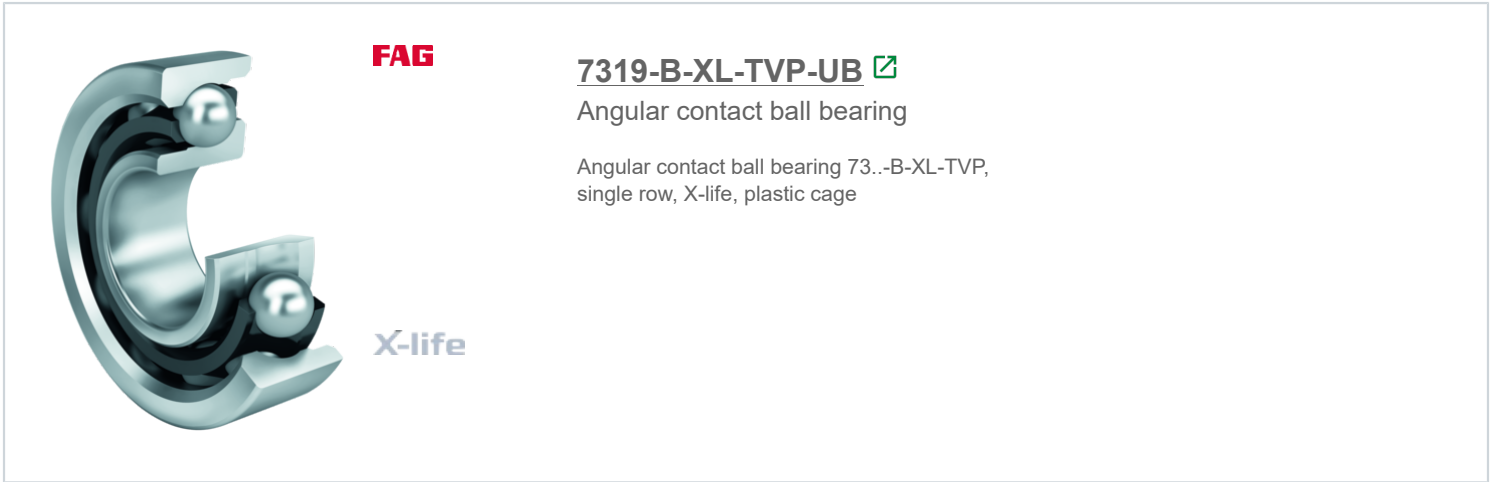 FAG
7319-B-XL-TVP-UB
Angular contact ball bearing
Angular contact ball bearing 73..-B-XL-TVP,
single row, X-life, plastic cage
X-life